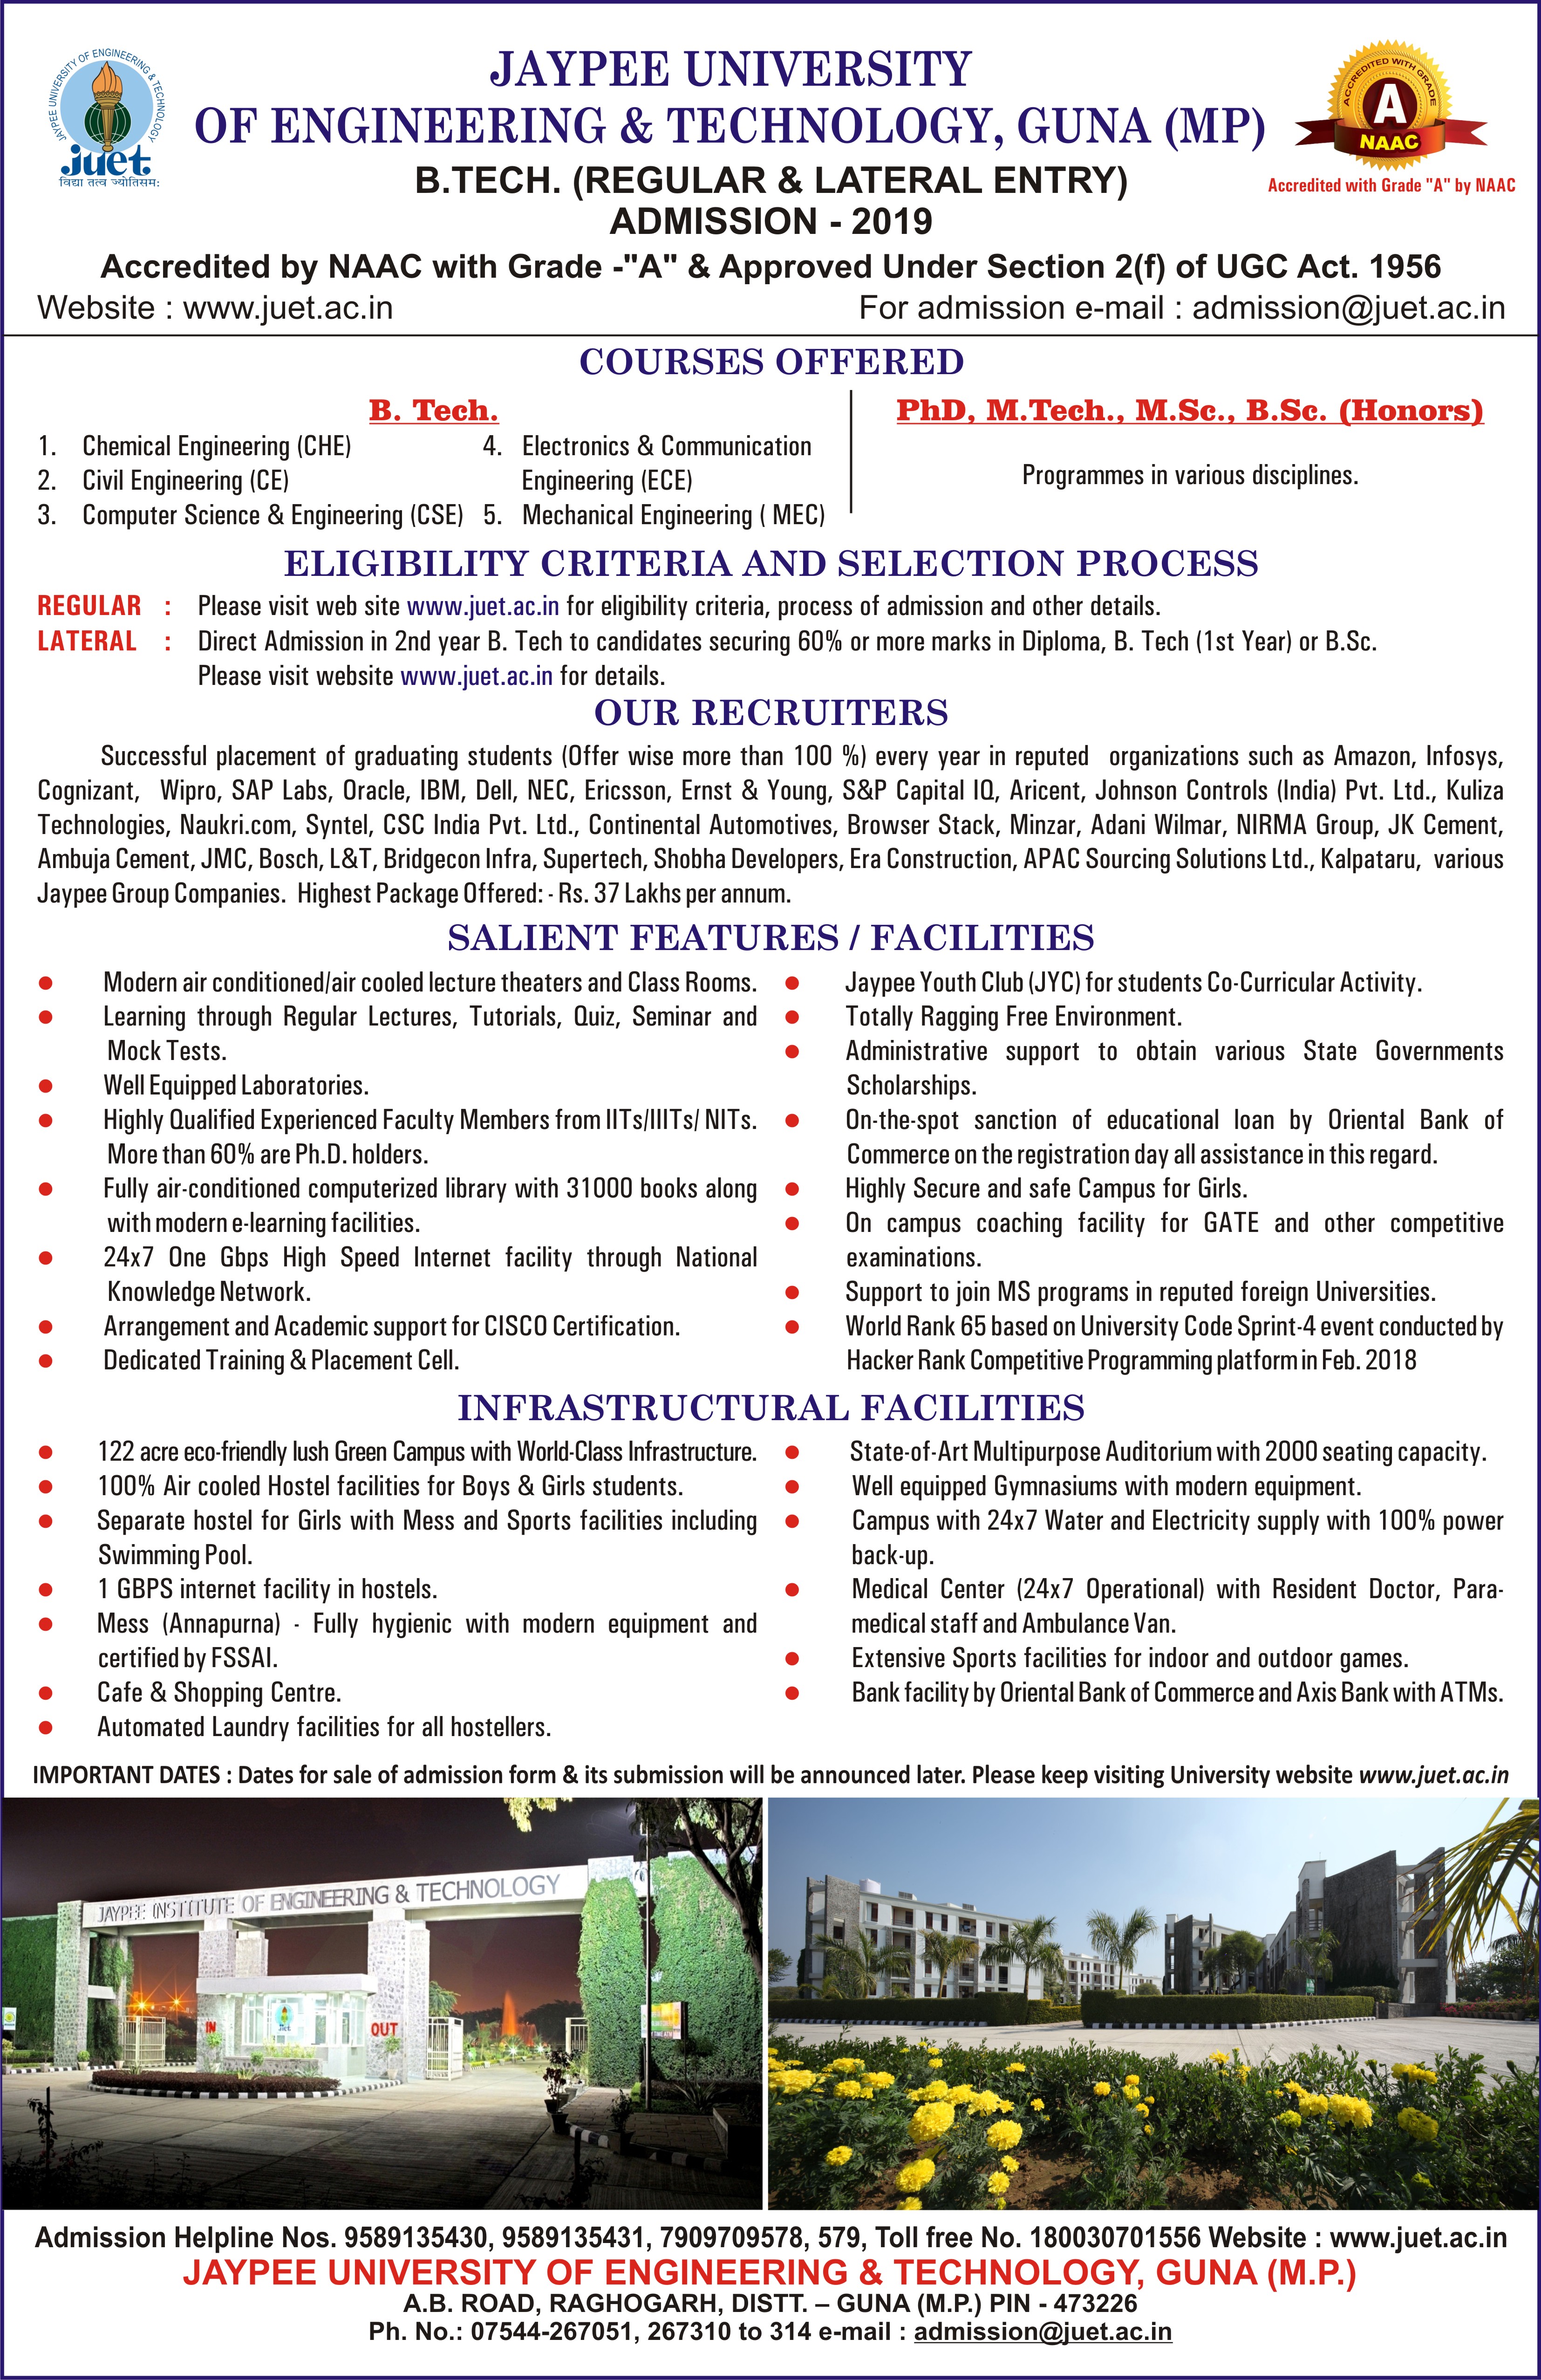 JAYPEE UNIVERSITY OF ENGINEERING & TECHNOLOGY
juet
विद्या तत्व ज्योतिसमः
JAYPEE UNIVERSITY
OF ENGINEERING & TECHNOLOGY, GUNA (MP)
B.TECH. (REGULAR & LATERAL ENTRY)
ADMISSION - 2019
ACCREDITED WITH GRADE
A
NAAC
Accredited with Grade "A" by NAAC
Accredited by NAAC with Grade -"A" & Approved Under Section 2(f) of UGC Act. 1956
Website : www.juet.ac.in
For admission e-mail : admission@juet.ac.in
COURSES OFFERED
B. Tech.
1. Chemical Engineering (CHE)
2. Civil Engineering (CE)
3. Computer Science & Engineering (CSE)
4. Electronics & Communication
Engineering (ECE)
5. Mechanical Engineering ( MEC)
PhD, M.Tech., M.Sc., B.Sc. (Honors)
Programmes in various disciplines.
ELIGIBILITY CRITERIA AND SELECTION PROCESS
REGULAR : Please visit web site www.juet.ac.in for eligibility criteria, process of admission and other details.
LATERAL : Direct Admission in 2nd year B. Tech to candidates securing 60% or more marks in Diploma, B. Tech (1st Year) or B.Sc.
Please visit website www.juet.ac.in for details.
OUR RECRUITERS
Successful placement of graduating students (Offer wise more than 100 %) every year in reputed organizations such as Amazon, Infosys,
Cognizant, Wipro, SAP Labs, Oracle, IBM, Dell, NEC, Ericsson, Ernst & Young, S&P Capital IQ, Aricent, Johnson Controls (India) Pvt. Ltd., Kuliza
Technologies, Naukri.com, Syntel, CSC India Pvt. Ltd., Continental Automotives, Browser Stack, Minzar, Adani Wilmar, NIRMA Group, JK Cement,
Ambuja Cement, JMC, Bosch, L&T, Bridgecon Infra, Supertech, Shobha Developers, Era Construction, APAC Sourcing Solutions Ltd., Kalpataru, various
Jaypee Group Companies. Highest Package Offered: - Rs. 37 Lakhs per annum.
SALIENT FEATURES / FACILITIES
● Modern air conditioned/air cooled lecture theaters and Class Rooms.
● Learning through Regular Lectures, Tutorials, Quiz, Seminar and
Mock Tests.
● Well Equipped Laboratories.
● Highly Qualified Experienced Faculty Members from IITs/IIITs/ NITs.
More than 60% are Ph.D. holders.
● Fully air-conditioned computerized library with 31000 books along
with modern e-learning facilities.
● 24x7 One Gbps High Speed Internet facility through National
Knowledge Network.
● Arrangement and Academic support for CISCO Certification.
● Dedicated Training & Placement Cell.
● Jaypee Youth Club (JYC) for students Co-Curricular Activity.
● Totally Ragging Free Environment.
● Administrative support to obtain various State Governments
Scholarships.
● On-the-spot sanction of educational loan by Oriental Bank of
Commerce on the registration day all assistance in this regard.
● Highly Secure and safe Campus for Girls.
● On campus coaching facility for GATE and other competitive
examinations.
● Support to join MS programs in reputed foreign Universities.
● World Rank 65 based on University Code Sprint-4 event conducted by
Hacker Rank Competitive Programming platform in Feb. 2018
INFRASTRUCTURAL FACILITIES
● 122 acre eco-friendly lush Green Campus with World-Class Infrastructure.
● 100% Air cooled Hostel facilities for Boys & Girls students.
● Separate hostel for Girls with Mess and Sports facilities including
Swimming Pool.
● 1 GBPS internet facility in hostels.
● Mess (Annapurna) - Fully hygienic with modern equipment and
certified by FSSAI.
● Cafe & Shopping Centre.
● Automated Laundry facilities for all hostellers.
● State-of-Art Multipurpose Auditorium with 2000 seating capacity.
● Well equipped Gymnasiums with modern equipment.
● Campus with 24x7 Water and Electricity supply with 100% power
back-up.
● Medical Center (24x7 Operational) with Resident Doctor, Para-
medical staff and Ambulance Van.
● Extensive Sports facilities for indoor and outdoor games.
● Bank facility by Oriental Bank of Commerce and Axis Bank with ATMs.
IMPORTANT DATES : Dates for sale of admission form & its submission will be announced later. Please keep visiting University website www.juet.ac.in
JAYPEE INSTITUTE OF ENGINEERING & TECHNOLOGY
IN
juet
OUT
Admission Helpline Nos. 9589135430, 9589135431, 7909709578, 579, Toll free No. 180030701556 Website : www.juet.ac.in
JAYPEE UNIVERSITY OF ENGINEERING & TECHNOLOGY, GUNA (M.P.)
A.B. ROAD, RAGHOGARH, DISTT. – GUNA (M.P.) PIN - 473226
Ph. No.: 07544-267051, 267310 to 314 e-mail : admission@juet.ac.in